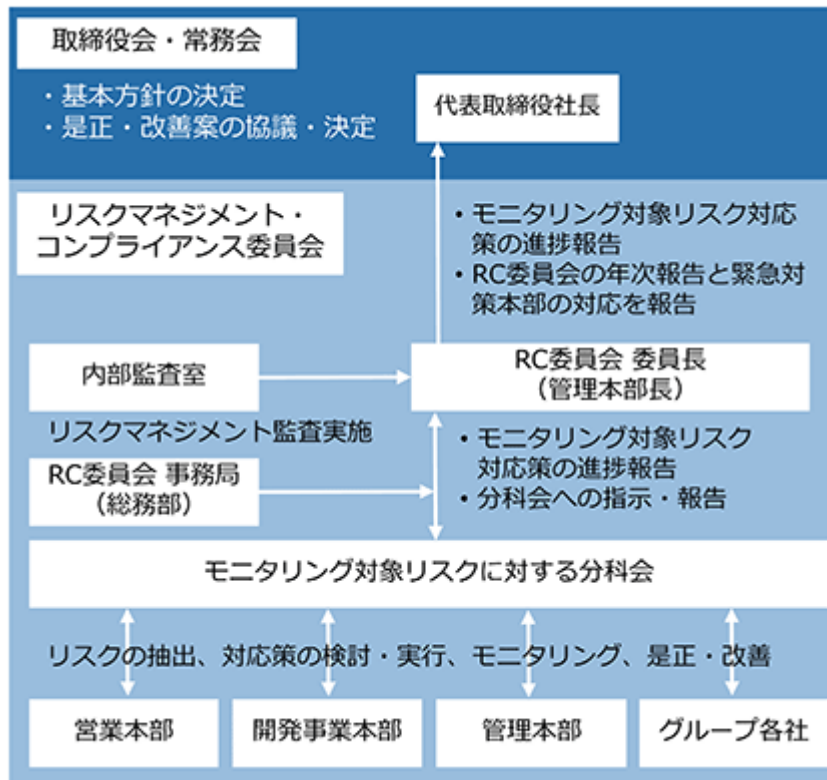 取締役会・常務会
・基本方針の決定
・是正・改善案の協議・決定
代表取締役社長
リスクマネジメント・
コンプライアンス委員会
• モニタリング対象リスク対応
策の進捗報告
• RC委員会の年次報告と緊急対
策本部の対応を報告
内部監査室
RC委員会 委員長
（管理本部長）
リスクマネジメント監査実施
• モニタリング対象リスク
対応策の進捗報告
• 分科会への指示・報告
RC委員会 事務局
（総務部）
モニタリング対象リスクに対する分科会
リスクの抽出、対応策の検討・実行、モニタリング、是正・改善
営業本部
開発事業本部
管理本部
グループ各社